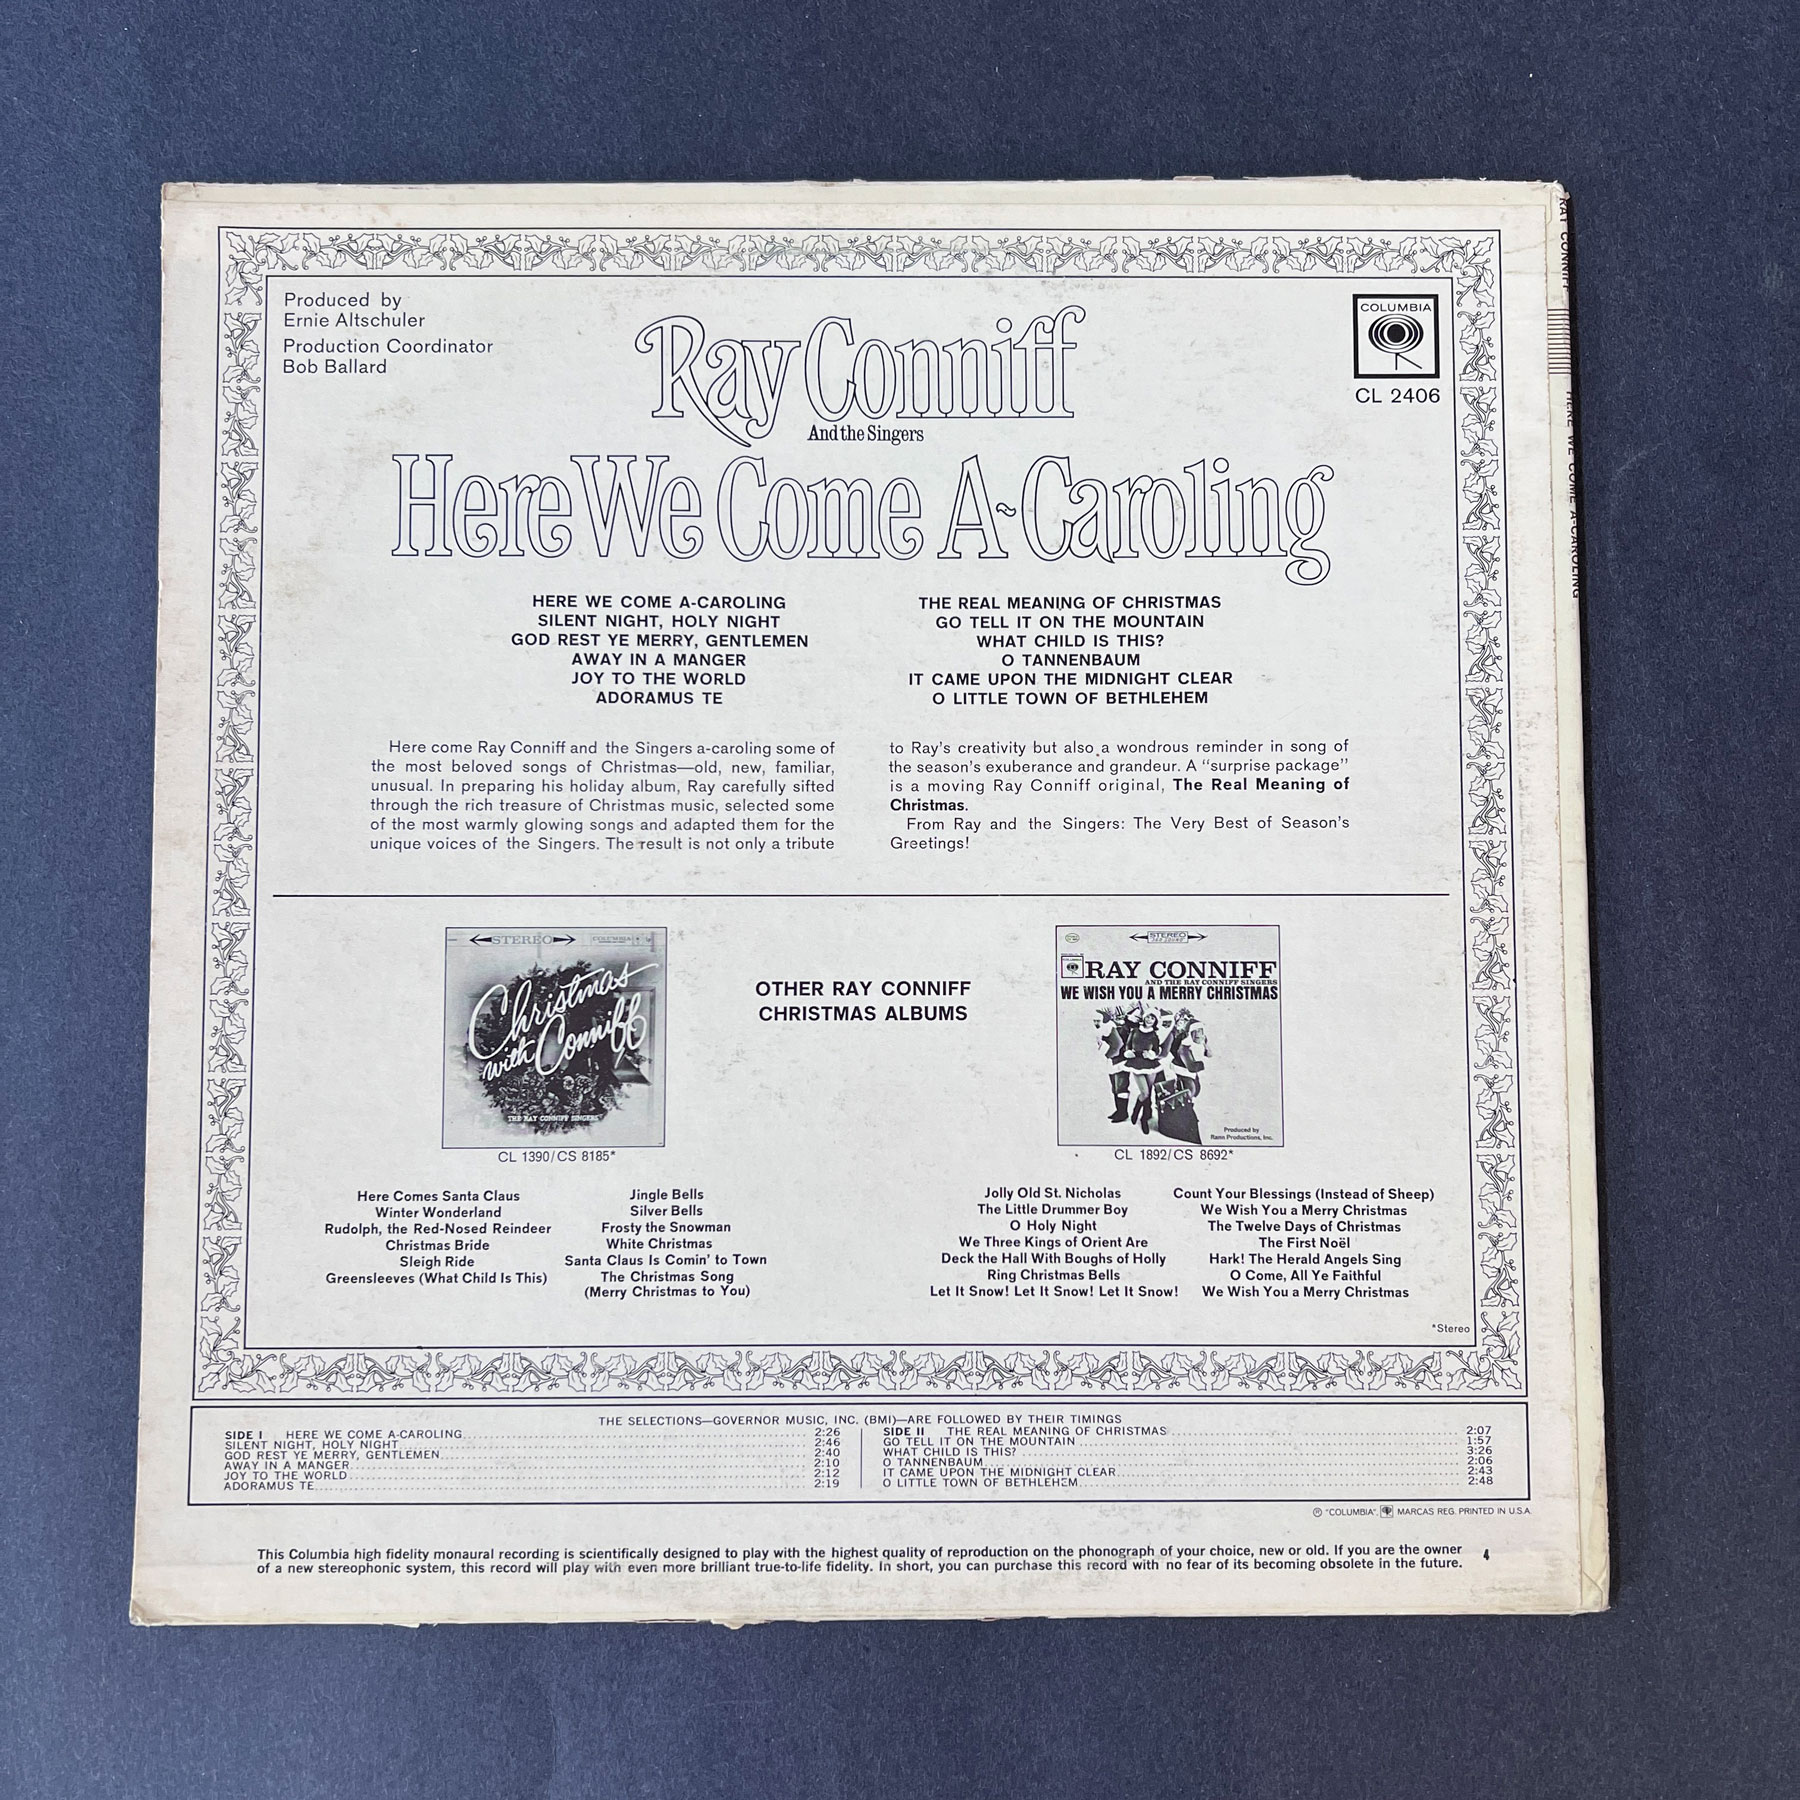 Produced by
Ernie Altschuler
Production Coordinator
Bob Ballard
Ray Conniff
And the Singers
Here We Come A~Caroling
COLUMBIA
CL 2406
HERE WE COME A-CAROLING
SILENT NIGHT, HOLY NIGHT
GOD REST YE MERRY, GENTLEMEN
AWAY IN A MANGER
JOY TO THE WORLD
ADORAMUS TE
THE REAL MEANING OF CHRISTMAS
GO TELL IT ON THE MOUNTAIN
WHAT CHILD IS THIS?
O TANNENBAUM
IT CAME UPON THE MIDNIGHT CLEAR
O LITTLE TOWN OF BETHLEHEM
Here come Ray Conniff and the Singers a-caroling some of
the most beloved songs of Christmas—old, new, familiar,
unusual. In preparing his holiday album, Ray carefully sifted
through the rich treasure of Christmas music, selected some
of the most warmly glowing songs and adapted them for the
unique voices of the Singers. The result is not only a tribute
to Ray's creativity but also a wondrous reminder in song of
the season's exuberance and grandeur. A "surprise package"
is a moving Ray Conniff original, The Real Meaning of
Christmas.
From Ray and the Singers: The Very Best of Season's
Greetings!
STEREO
COLUMBIA
Christmas
with Conniff
THE RAY CONNIFF SINGERS
CL 1390/CS 8185*
OTHER RAY CONNIFF
CHRISTMAS ALBUMS
STEREO
RAY CONNIFF
AND THE RAY CONNIFF SINGERS
WE WISH YOU A MERRY CHRISTMAS
Produced by
Rann Productions, Inc.
CL 1892/CS 8692*
Here Comes Santa Claus
Winter Wonderland
Rudolph, the Red-Nosed Reindeer
Christmas Bride
Sleigh Ride
Greensleeves (What Child Is This)
Jingle Bells
Silver Bells
Frosty the Snowman
White Christmas
Santa Claus Is Comin' to Town
The Christmas Song
(Merry Christmas to You)
Jolly Old St. Nicholas
The Little Drummer Boy
O Holy Night
We Three Kings of Orient Are
Deck the Hall With Boughs of Holly
Ring Christmas Bells
Let It Snow! Let It Snow! Let It Snow!
Count Your Blessings (Instead of Sheep)
We Wish You a Merry Christmas
The Twelve Days of Christmas
The First Noël
Hark! The Herald Angels Sing
O Come, All Ye Faithful
We Wish You a Merry Christmas
*Stereo
THE SELECTIONS—GOVERNOR MUSIC, INC. (BMI)—ARE FOLLOWED BY THEIR TIMINGS
SIDE I HERE WE COME A-CAROLING 2:26
SILENT NIGHT, HOLY NIGHT 2:46
GOD REST YE MERRY, GENTLEMEN 2:40
AWAY IN A MANGER 2:10
JOY TO THE WORLD 2:12
ADORAMUS TE 2:19
SIDE II THE REAL MEANING OF CHRISTMAS 2:07
GO TELL IT ON THE MOUNTAIN 1:57
WHAT CHILD IS THIS? 3:26
O TANNENBAUM 2:06
IT CAME UPON THE MIDNIGHT CLEAR 2:43
O LITTLE TOWN OF BETHLEHEM 2:48
® "COLUMBIA", MARCAS REG. PRINTED IN U.S.A.
This Columbia high fidelity monaural recording is scientifically designed to play with the highest quality of reproduction on the phonograph of your choice, new or old. If you are the owner
of a new stereophonic system, this record will play with even more brilliant true-to-life fidelity. In short, you can purchase this record with no fear of its becoming obsolete in the future.
4
RAY CONNIFF HERE WE COME A-CAROLING